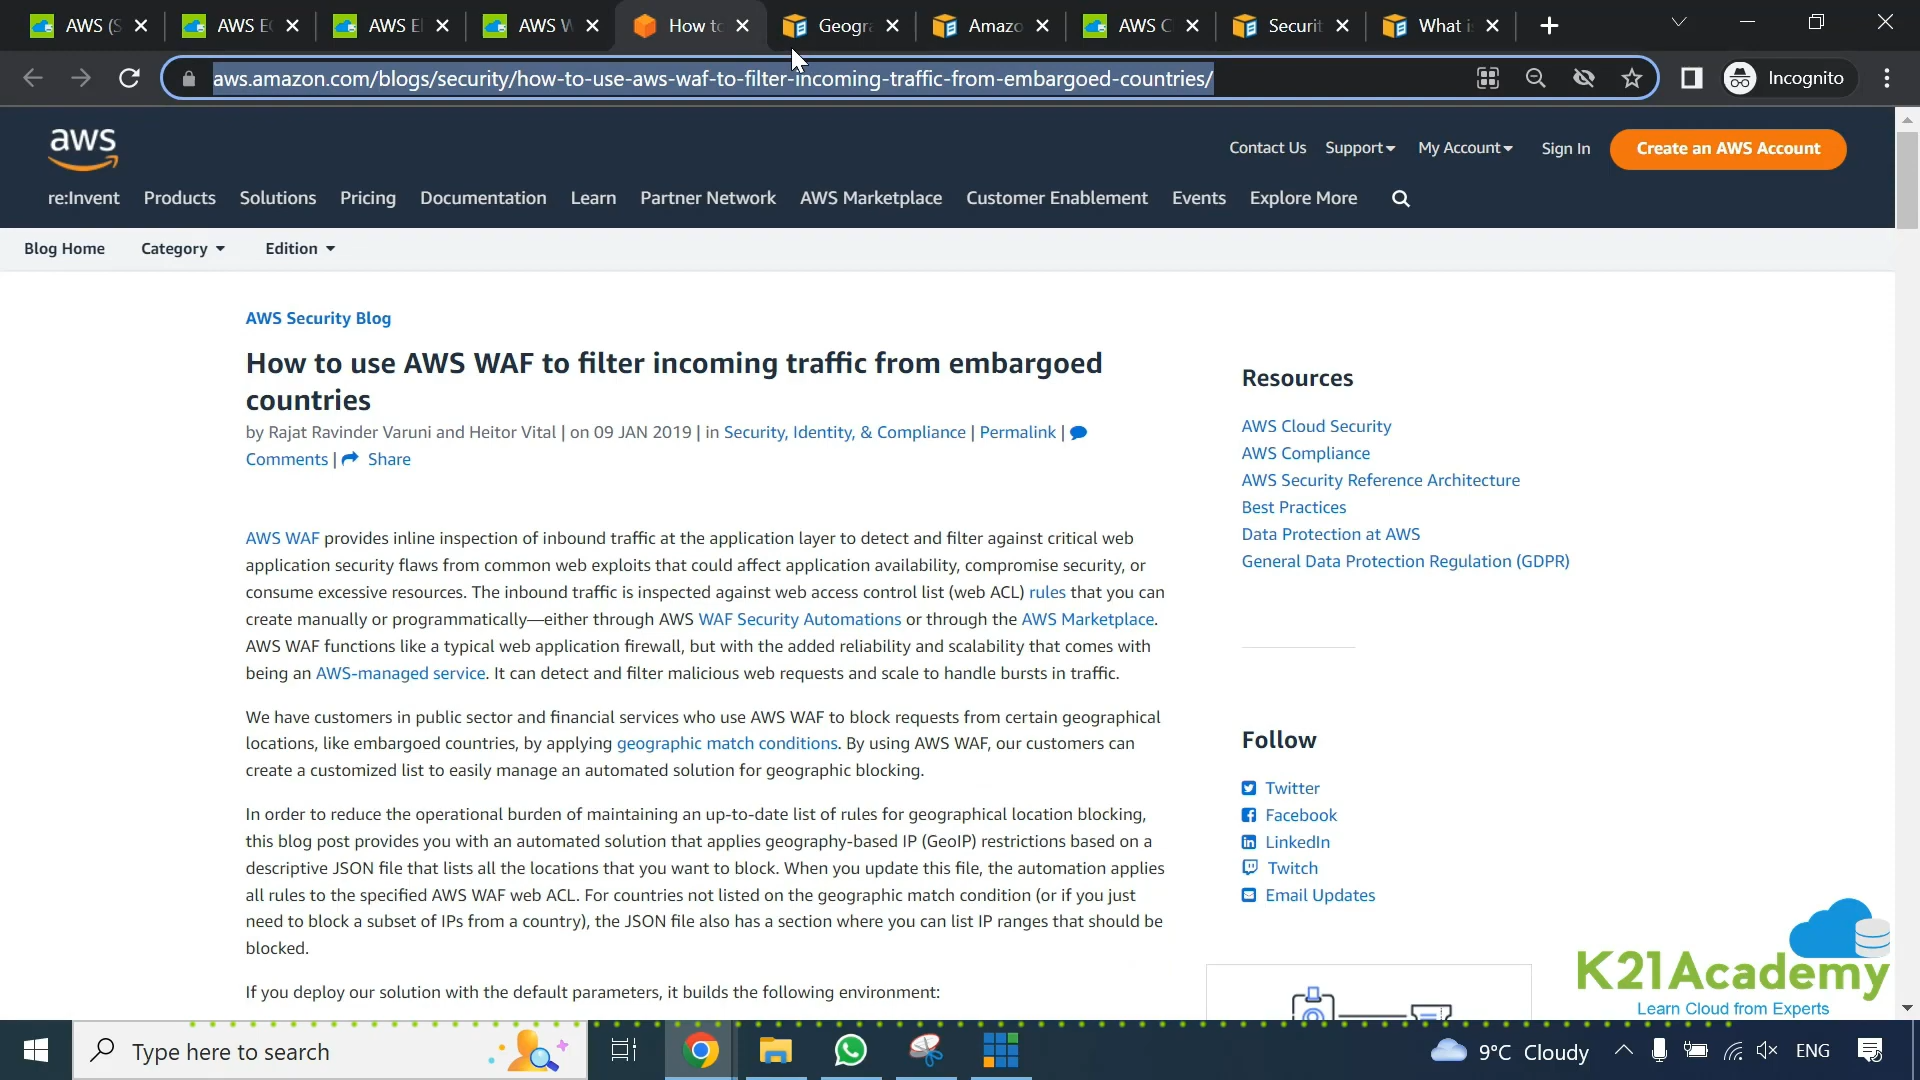 AWS (S
AWS E
AWS El
AWS W
How to
Geogra
Amazo
AWS C
Securit
What i
aws.amazon.com/blogs/security/how-to-use-aws-waf-to-filter-incoming-traffic-from-embargoed-countries/
Incognito
aws
Contact Us Support My Account Sign In Create an AWS Account
re:Invent Products Solutions Pricing Documentation Learn Partner Network AWS Marketplace Customer Enablement Events Explore More
Blog Home Category Edition
AWS Security Blog
How to use AWS WAF to filter incoming traffic from embargoed
countries
by Rajat Ravinder Varuni and Heitor Vital | on 09 JAN 2019 | in Security, Identity, & Compliance | Permalink |
Comments | Share
AWS WAF provides inline inspection of inbound traffic at the application layer to detect and filter against critical web
application security flaws from common web exploits that could affect application availability, compromise security, or
consume excessive resources. The inbound traffic is inspected against web access control list (web ACL) rules that you can
create manually or programmatically—either through AWS WAF Security Automations or through the AWS Marketplace.
AWS WAF functions like a typical web application firewall, but with the added reliability and scalability that comes with
being an AWS-managed service. It can detect and filter malicious web requests and scale to handle bursts in traffic.
We have customers in public sector and financial services who use AWS WAF to block requests from certain geographical
locations, like embargoed countries, by applying geographic match conditions. By using AWS WAF, our customers can
create a customized list to easily manage an automated solution for geographic blocking.
In order to reduce the operational burden of maintaining an up-to-date list of rules for geographical location blocking,
this blog post provides you with an automated solution that applies geography-based IP (GeoIP) restrictions based on a
descriptive JSON file that lists all the locations that you want to block. When you update this file, the automation applies
all rules to the specified AWS WAF web ACL. For countries not listed on the geographic match condition (or if you just
need to block a subset of IPs from a country), the JSON file also has a section where you can list IP ranges that should be
blocked.
If you deploy our solution with the default parameters, it builds the following environment:
Resources
AWS Cloud Security
AWS Compliance
AWS Security Reference Architecture
Best Practices
Data Protection at AWS
General Data Protection Regulation (GDPR)
Follow
Twitter
Facebook
LinkedIn
Twitch
Email Updates
K21Academy
Learn Cloud from Experts
Type here to search
9°C Cloudy
ENG